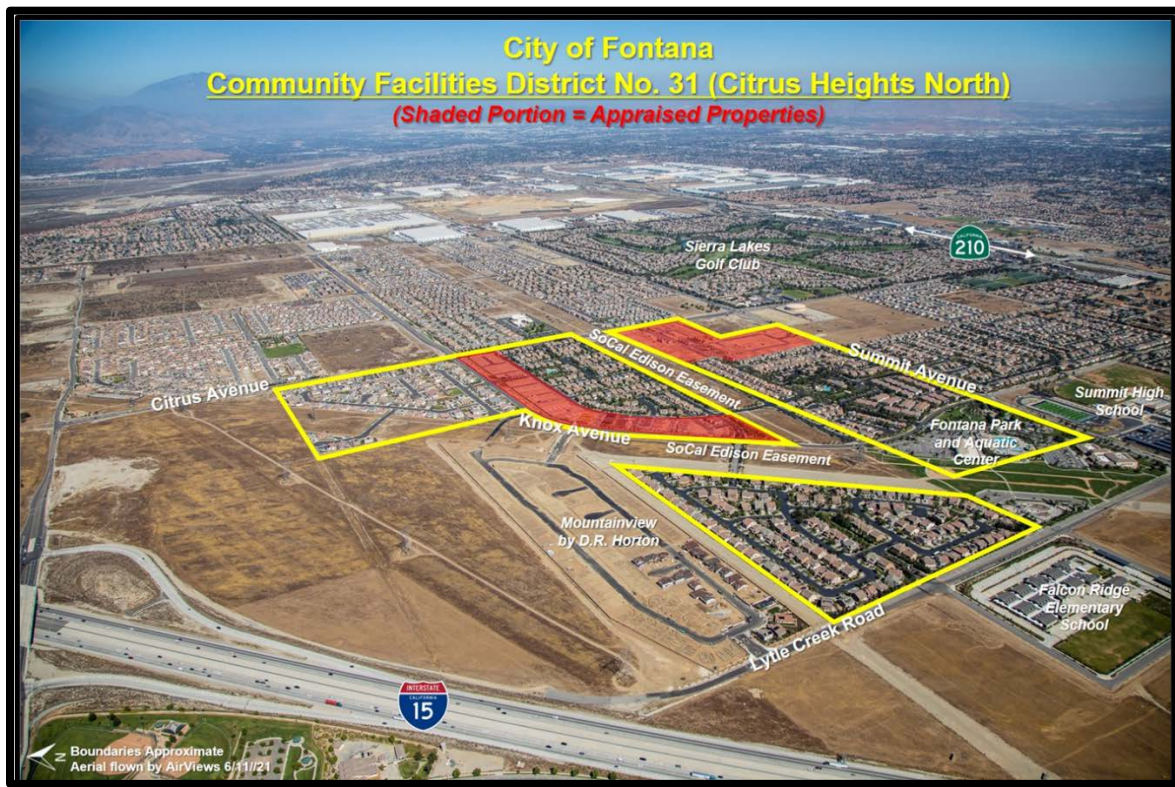 City of Fontana
Community Facilities District No. 31 (Citrus Heights North)
(Shaded Portion = Appraised Properties)
Sierra Lakes
Golf Club
CALIFORNIA
210
SoCal Edison Easement
Summit Avenue
Citrus Avenue
Summit High
School
Knox Avenue
Fontana Park
and Aquatic
Center
SoCal Edison Easement
Mountainview
by D.R. Horton
Falcon Ridge
Elementary
School
Lytle Creek Road
INTERSTATE
CALIFORNIA
15
N
Boundaries Approximate
Aerial flown by AirViews 6/11//21